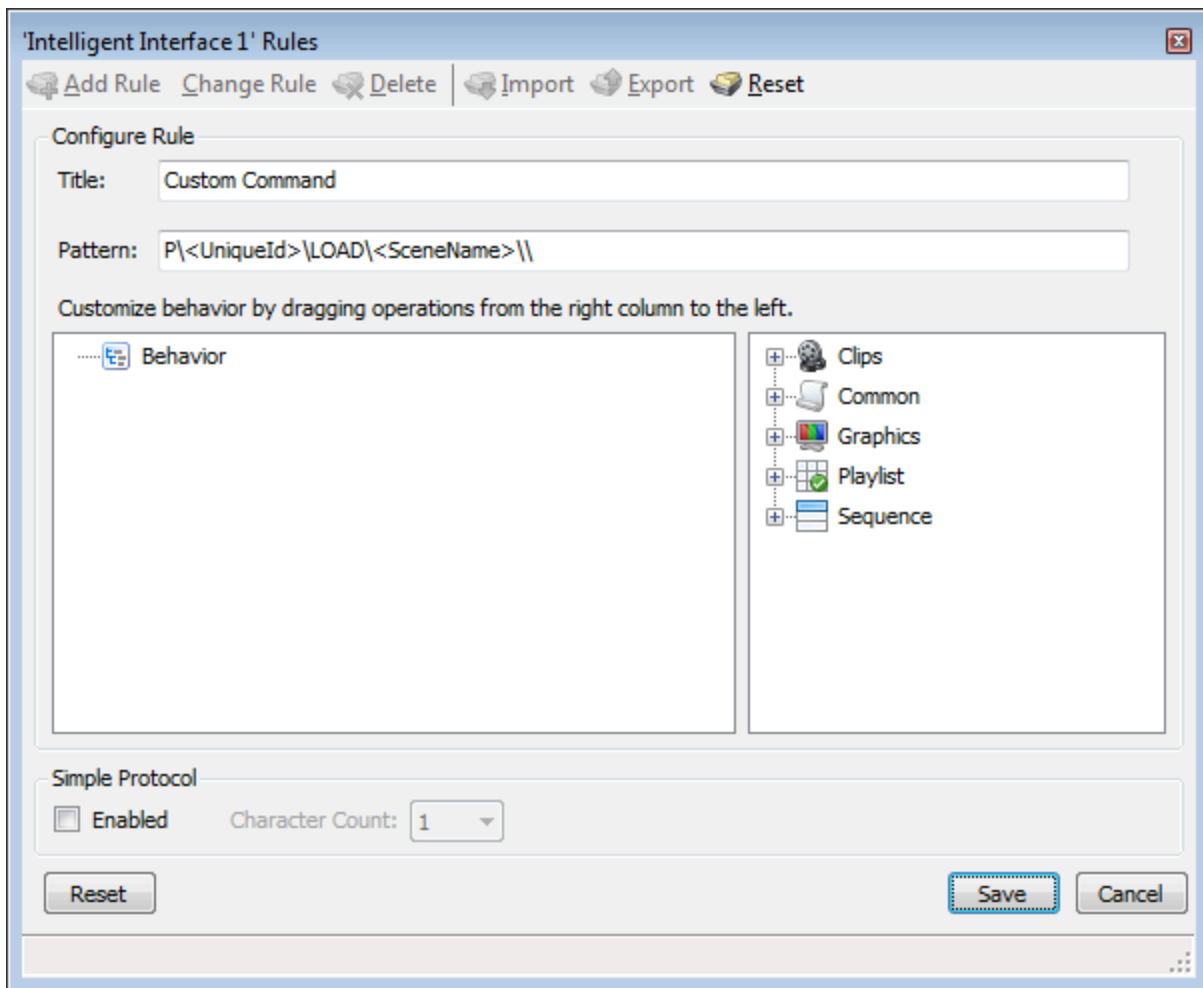 'Intelligent Interface 1' Rules
Add Rule Change Rule Delete Import Export Reset
Configure Rule
Title: Custom Command
Pattern: P\<UniqueId>\LOAD\<SceneName>\\
Customize behavior by dragging operations from the right column to the left.
Behavior
Clips
Common
Graphics
Playlist
Sequence
Simple Protocol
Enabled Character Count: 1
Reset Save Cancel